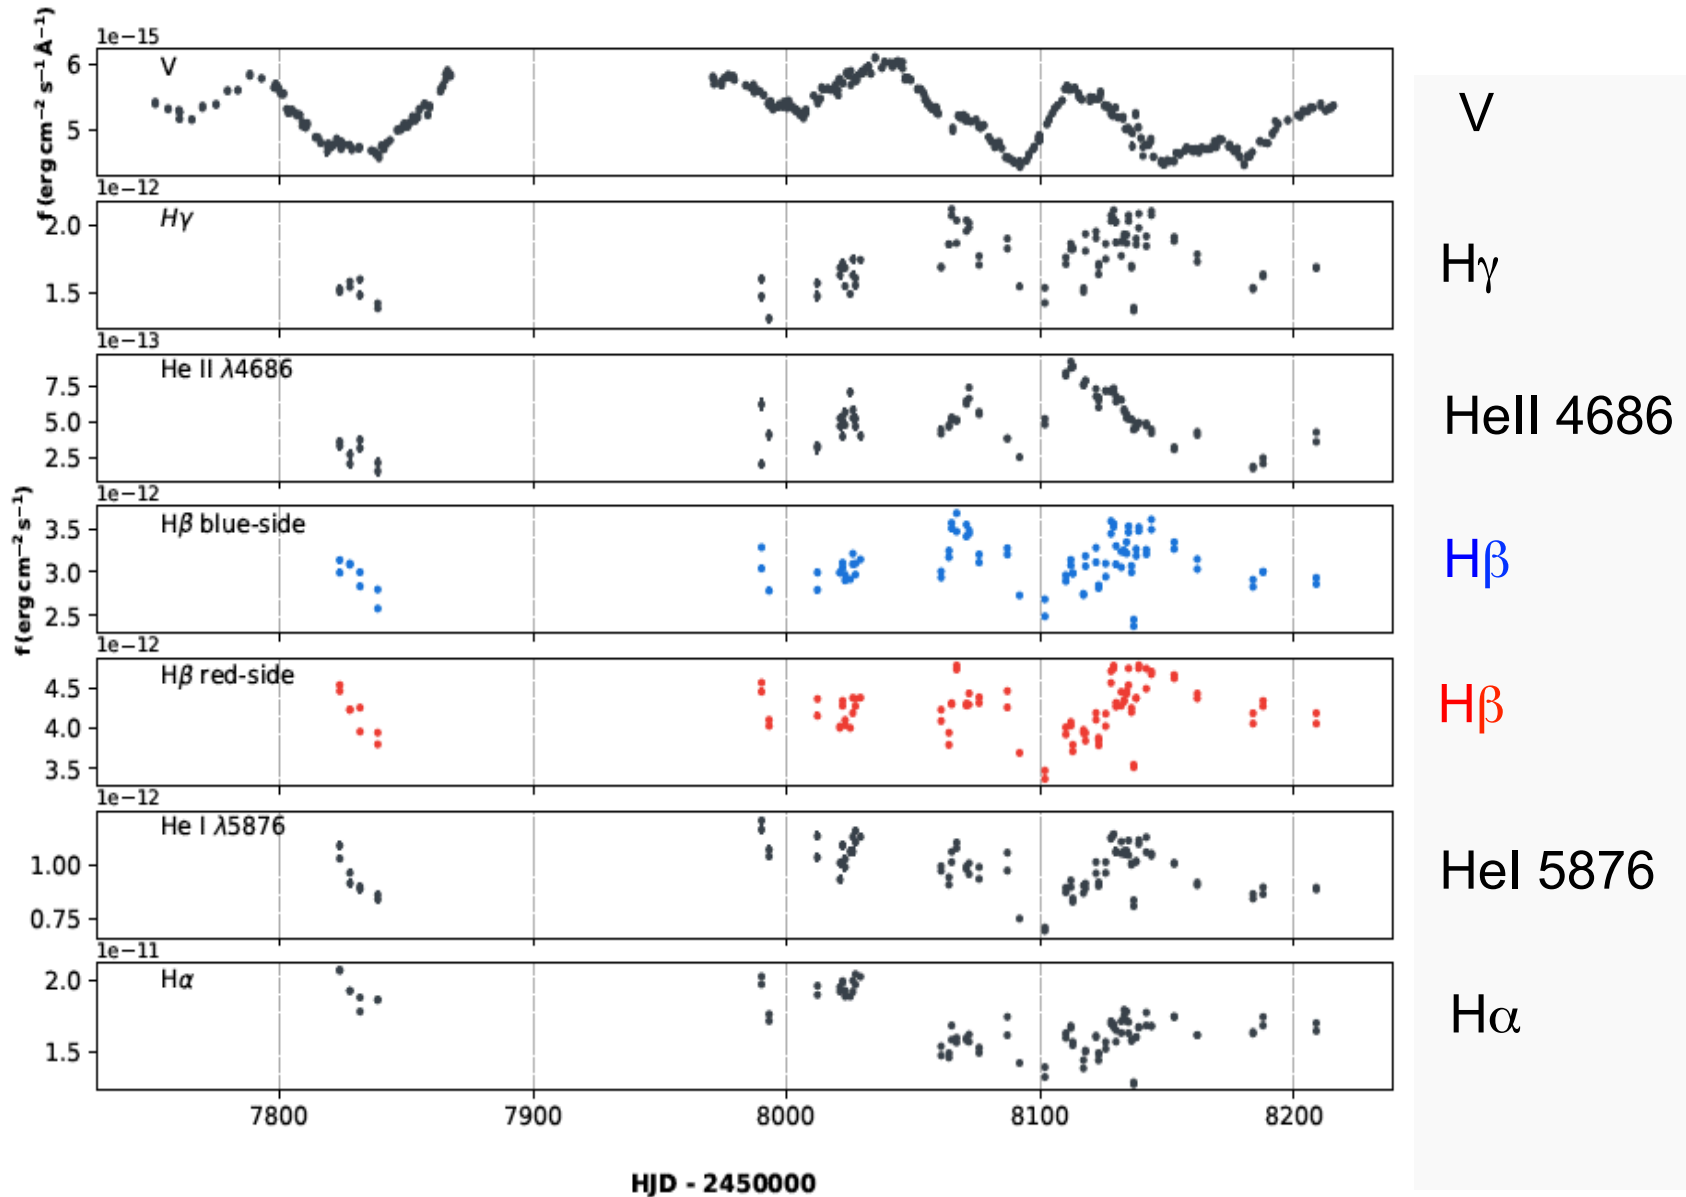 1e−15
f (erg cm−2 s−1 Å−1)
6
5
V
V
1e−12
2.0
1.5
Hγ
Hγ
1e−13
7.5
5.0
2.5
He II λ4686
HeII 4686
1e−12
f(erg cm−2 s−1)
3.5
3.0
2.5
Hβ blue-side
Hβ
1e−12
4.5
4.0
3.5
Hβ red-side
Hβ
1e−12
1.00
0.75
He I λ5876
HeI 5876
1e−11
2.0
1.5
Hα
Hα
7800 7900 8000 8100 8200
HJD - 2450000